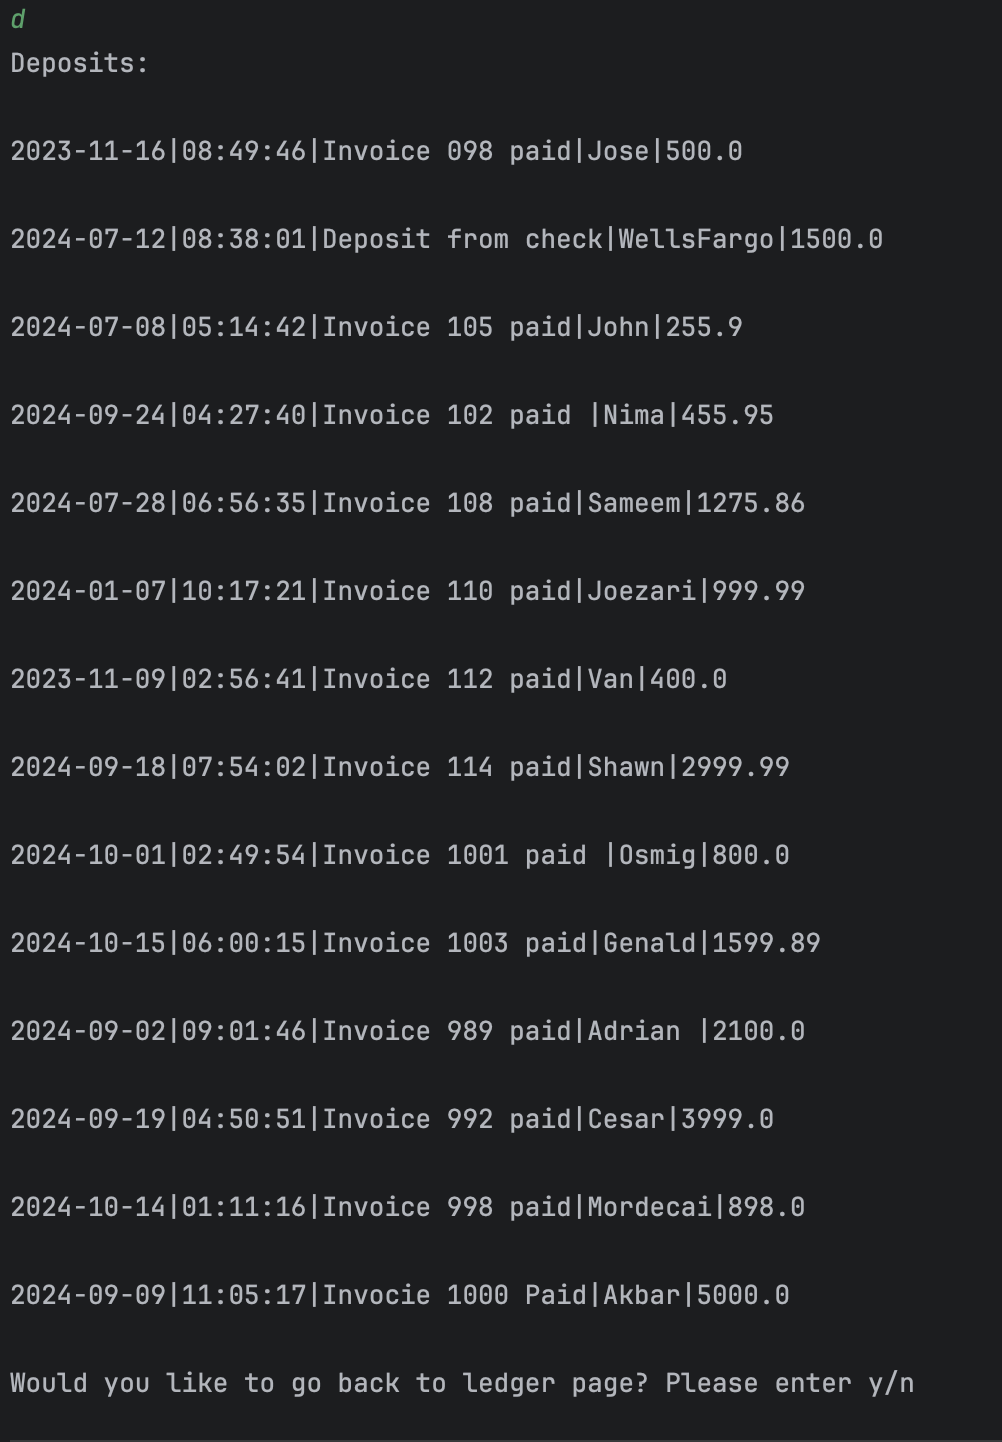 d
Deposits:
2023-11-16|08:49:46|Invoice 098 paid|Jose|500.0
2024-07-12|08:38:01|Deposit from check|WellsFargo|1500.0
2024-07-08|05:14:42|Invoice 105 paid|John|255.9
2024-09-24|04:27:40|Invoice 102 paid |Nima|455.95
2024-07-28|06:56:35|Invoice 108 paid|Sameem|1275.86
2024-01-07|10:17:21|Invoice 110 paid|Joezari|999.99
2023-11-09|02:56:41|Invoice 112 paid|Van|400.0
2024-09-18|07:54:02|Invoice 114 paid|Shawn|2999.99
2024-10-01|02:49:54|Invoice 1001 paid |Osmig|800.0
2024-10-15|06:00:15|Invoice 1003 paid|Genald|1599.89
2024-09-02|09:01:46|Invoice 989 paid|Adrian |2100.0
2024-09-19|04:50:51|Invoice 992 paid|Cesar|3999.0
2024-10-14|01:11:16|Invoice 998 paid|Mordecai|898.0
2024-09-09|11:05:17|Invocie 1000 Paid|Akbar|5000.0
Would you like to go back to ledger page? Please enter y/n